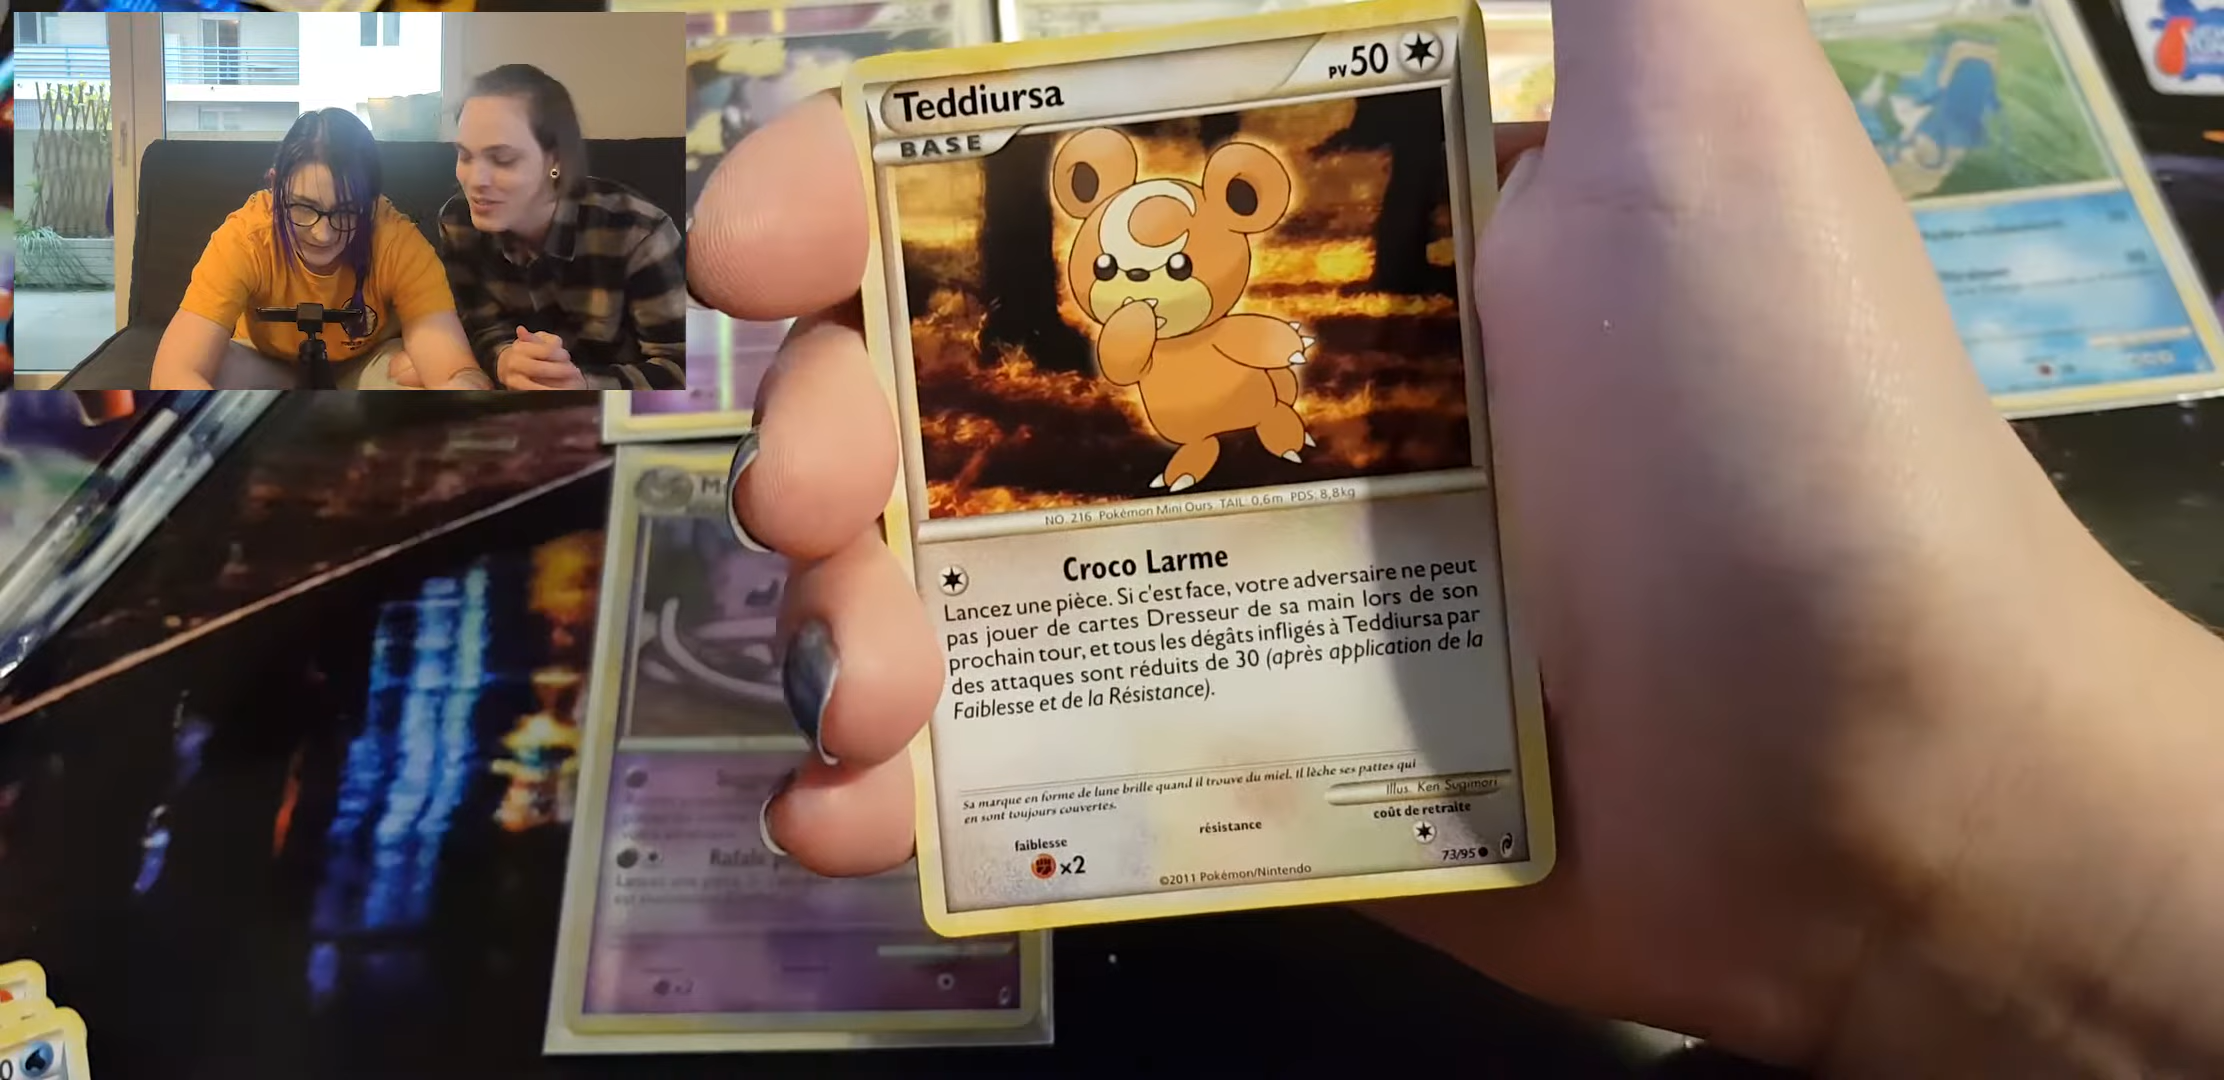 Teddiursa
PV 50
BASE
NO. 216 Pokémon Mini Ours TAIL: 0,6m PDS: 8,8kg
Croco Larme
Lancez une pièce. Si c'est face, votre adversaire ne peut
pas jouer de cartes Dresseur de sa main lors de son
prochain tour, et tous les dégâts infligés à Teddiursa par
des attaques sont réduits de 30 (après application de la
Faiblesse et de la Résistance).
Sa marque en forme de lune brille quand il trouve du miel. Il lèche ses pattes qui
en sont toujours couvertes.
Illus. Ken Sugimori
faiblesse
x2
résistance
coût de retraite
73/95
©2011 Pokémon/Nintendo
Rafale
x2